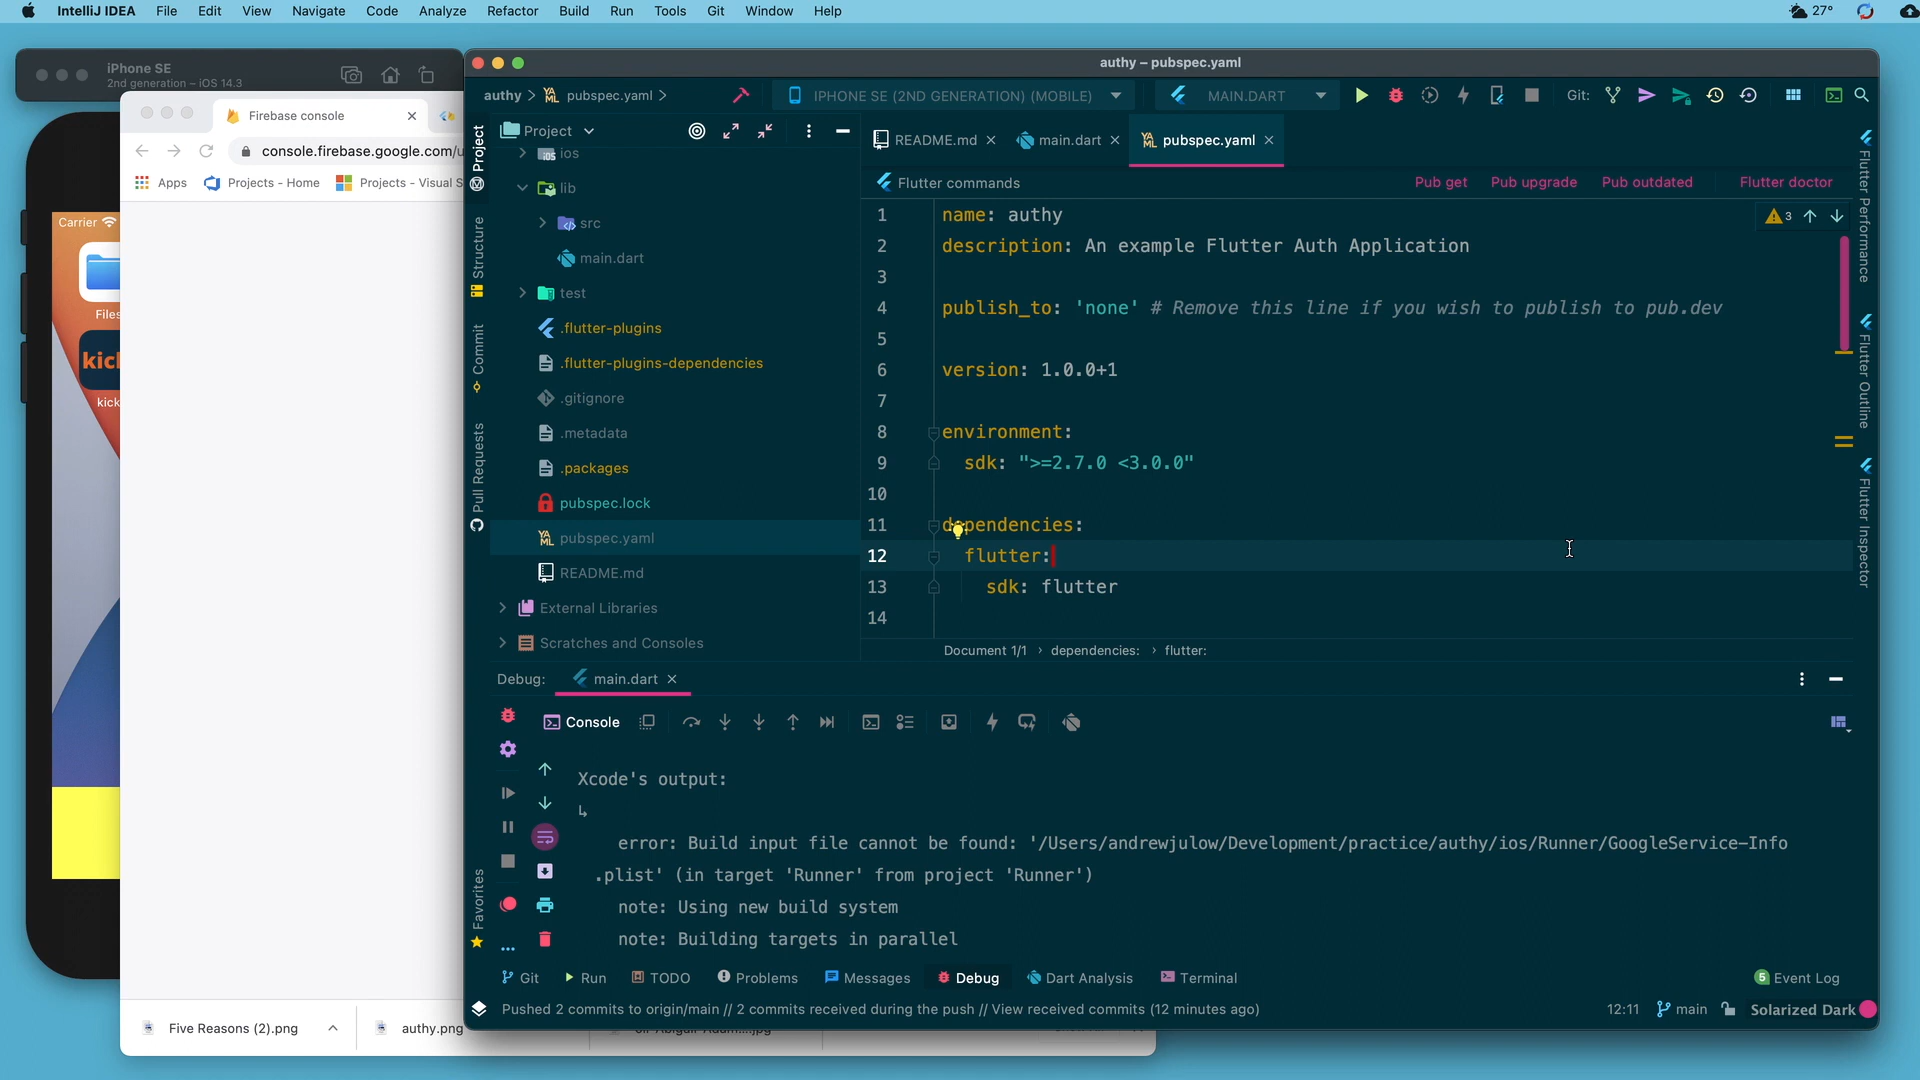 IntelliJ IDEA File Edit View Navigate Code Analyze Refactor Build Run Tools Git Window Help 27°
iPhone SE
2nd generation – iOS 14.3
authy – pubspec.yaml
authy > pubspec.yaml > IPHONE SE (2ND GENERATION) (MOBILE) MAIN.DART Git:
Firebase console
console.firebase.google.com/u
Apps Projects - Home Projects - Visual S
Carrier
Files
kick
kick
Project
Structure
Commit
Pull Requests
Favorites
Project
ios
lib
src
main.dart
test
.flutter-plugins
.flutter-plugins-dependencies
.gitignore
.metadata
.packages
pubspec.lock
pubspec.yaml
README.md
External Libraries
Scratches and Consoles
README.md main.dart pubspec.yaml
Flutter commands Pub get Pub upgrade Pub outdated Flutter doctor
3
1 name: authy
2 description: An example Flutter Auth Application
3
4 publish_to: 'none' # Remove this line if you wish to publish to pub.dev
5
6 version: 1.0.0+1
7
8 environment:
9 sdk: ">=2.7.0 <3.0.0"
10
11 dependencies:
12 flutter:
13 sdk: flutter
14
Document 1/1 › dependencies: › flutter:
Flutter Performance
Flutter Outline
Flutter Inspector
Debug: main.dart
Console
Xcode's output:
↳
error: Build input file cannot be found: '/Users/andrewjulow/Development/practice/authy/ios/Runner/GoogleService-Info
.plist' (in target 'Runner' from project 'Runner')
note: Using new build system
note: Building targets in parallel
Git Run TODO Problems Messages Debug Dart Analysis Terminal 5 Event Log
Pushed 2 commits to origin/main // 2 commits received during the push // View received commits (12 minutes ago) 12:11 main Solarized Dark
Five Reasons (2).png authy.png